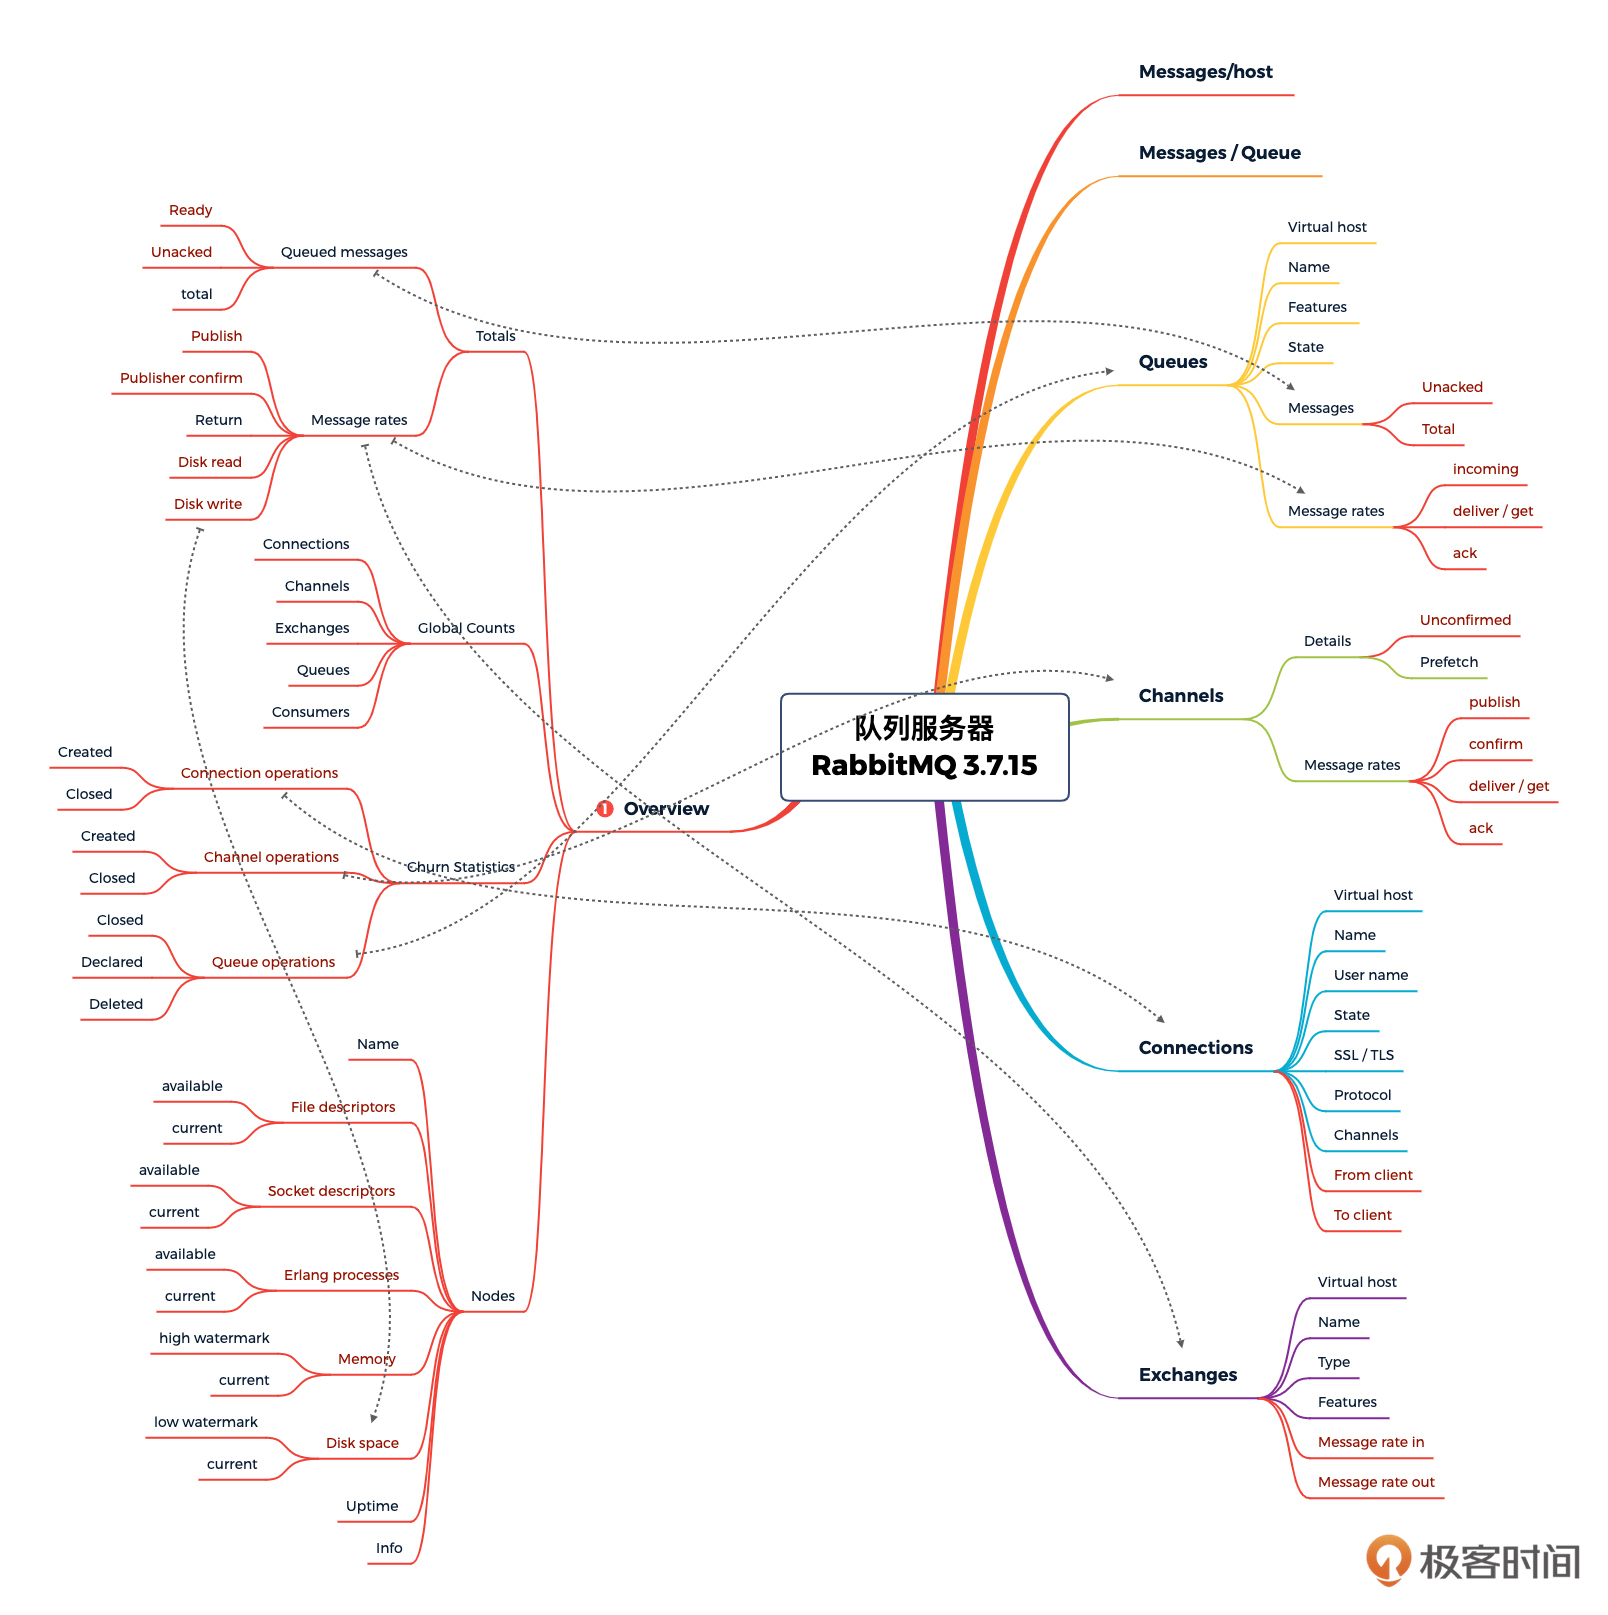 队列服务器
RabbitMQ 3.7.15
1 Overview
Totals
Queued messages
Ready
Unacked
total
Message rates
Publish
Publisher confirm
Return
Disk read
Disk write
Global Counts
Connections
Channels
Exchanges
Queues
Consumers
Churn Statistics
Connection operations
Created
Closed
Channel operations
Created
Closed
Queue operations
Closed
Declared
Deleted
Nodes
Name
File descriptors
available
current
Socket descriptors
available
current
Erlang processes
available
current
Memory
high watermark
current
Disk space
low watermark
current
Uptime
Info
Messages/host
Messages / Queue
Queues
Virtual host
Name
Features
State
Messages
Unacked
Total
Message rates
incoming
deliver / get
ack
Channels
Details
Unconfirmed
Prefetch
Message rates
publish
confirm
deliver / get
ack
Connections
Virtual host
Name
User name
State
SSL / TLS
Protocol
Channels
From client
To client
Exchanges
Virtual host
Name
Type
Features
Message rate in
Message rate out
极客时间